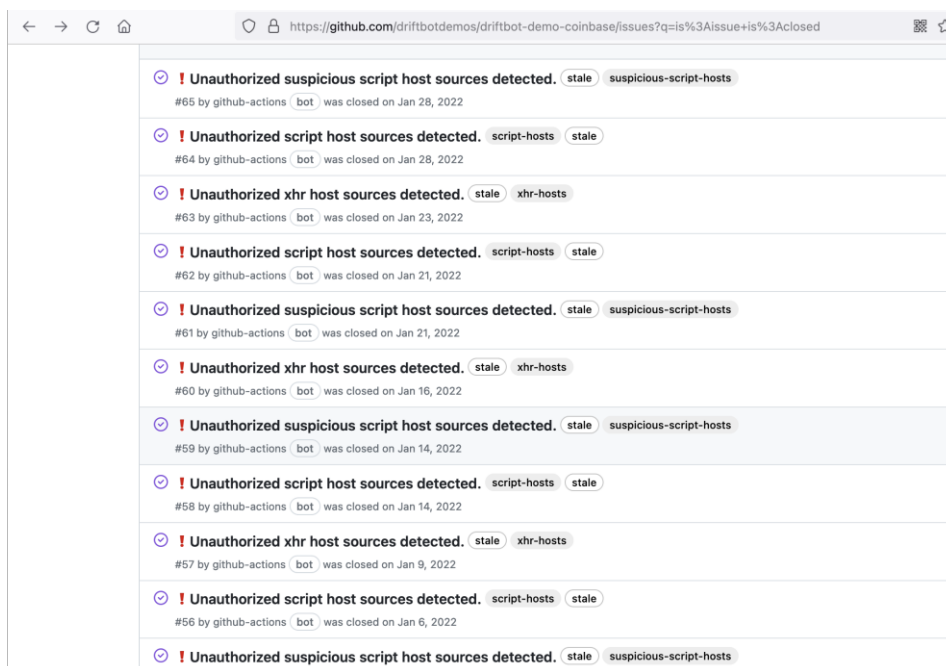 https://github.com/driftbotdemos/driftbot-demo-coinbase/issues?q=is%3Aissue+is%3Aclosed
❗ Unauthorized suspicious script host sources detected. stale suspicious-script-hosts
#65 by github-actions bot was closed on Jan 28, 2022
❗ Unauthorized script host sources detected. script-hosts stale
#64 by github-actions bot was closed on Jan 28, 2022
❗ Unauthorized xhr host sources detected. stale xhr-hosts
#63 by github-actions bot was closed on Jan 23, 2022
❗ Unauthorized script host sources detected. script-hosts stale
#62 by github-actions bot was closed on Jan 21, 2022
❗ Unauthorized suspicious script host sources detected. stale suspicious-script-hosts
#61 by github-actions bot was closed on Jan 21, 2022
❗ Unauthorized xhr host sources detected. stale xhr-hosts
#60 by github-actions bot was closed on Jan 16, 2022
❗ Unauthorized suspicious script host sources detected. stale suspicious-script-hosts
#59 by github-actions bot was closed on Jan 14, 2022
❗ Unauthorized script host sources detected. script-hosts stale
#58 by github-actions bot was closed on Jan 14, 2022
❗ Unauthorized xhr host sources detected. stale xhr-hosts
#57 by github-actions bot was closed on Jan 9, 2022
❗ Unauthorized script host sources detected. script-hosts stale
#56 by github-actions bot was closed on Jan 6, 2022
❗ Unauthorized suspicious script host sources detected. stale suspicious-script-hosts